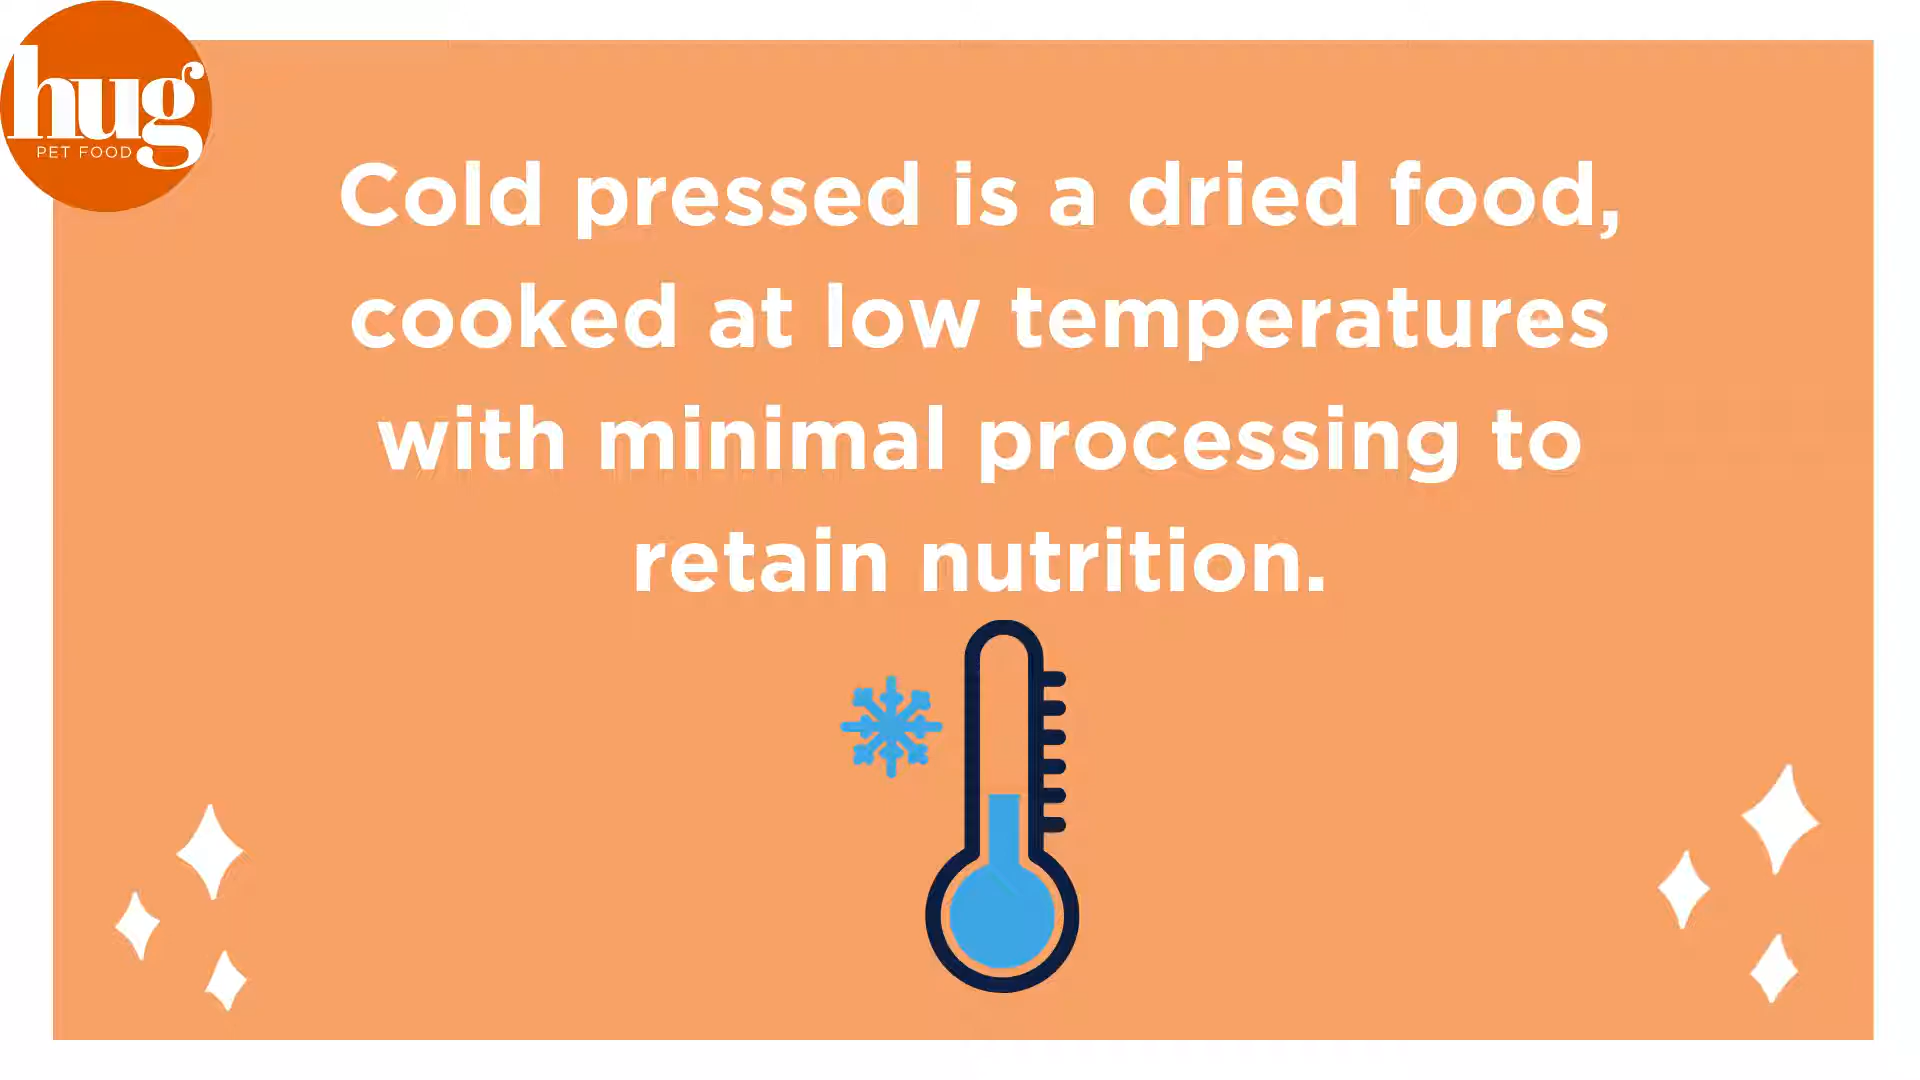 hug
PET FOOD
Cold pressed is a dried food,
cooked at low temperatures
with minimal processing to
retain nutrition.